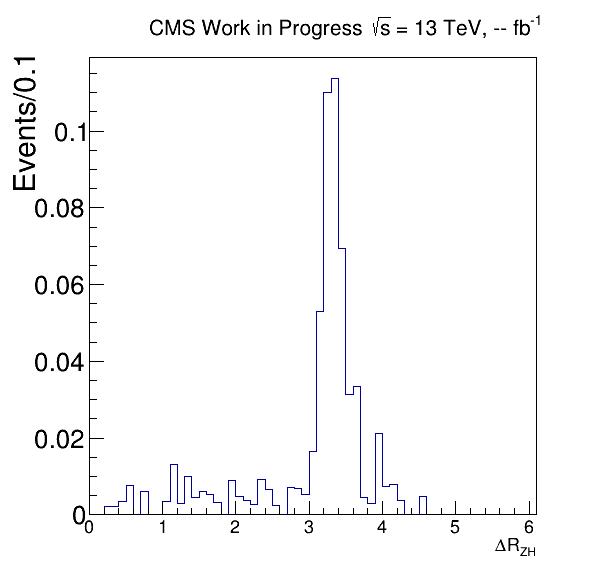 CMS Work in Progress √s = 13 TeV, -- fb⁻¹
Events/0.1
0.1
0.08
0.06
0.04
0.02
0
0 1 2 3 4 5 6
ΔR_ZH